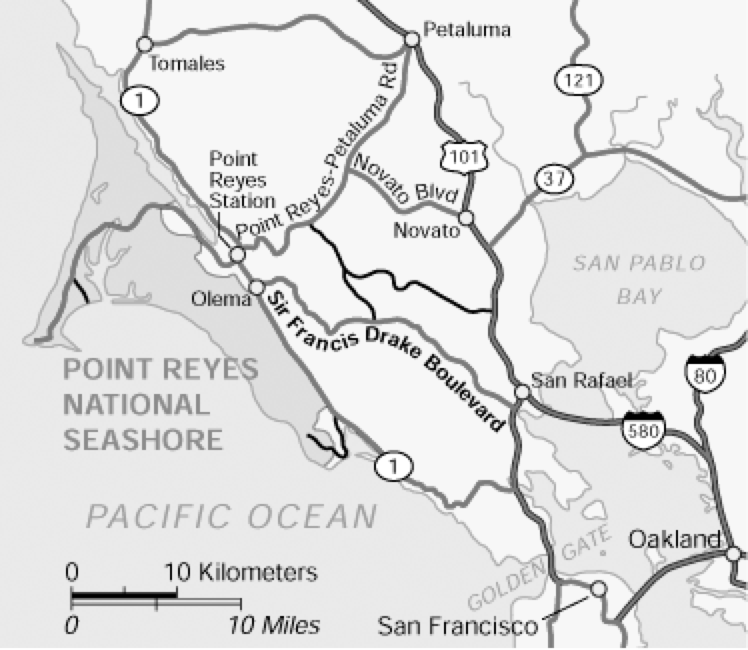 Petaluma
Tomales
121
1
Point Reyes-Petaluma Rd
101
Point
Reyes
Station
Novato Blvd
37
Novato
SAN PABLO
BAY
Olema
Sir Francis Drake Boulevard
POINT REYES
NATIONAL
SEASHORE
San Rafael
80
580
1
PACIFIC OCEAN
GOLDEN GATE
Oakland
0 10 Kilometers
0 10 Miles
San Francisco